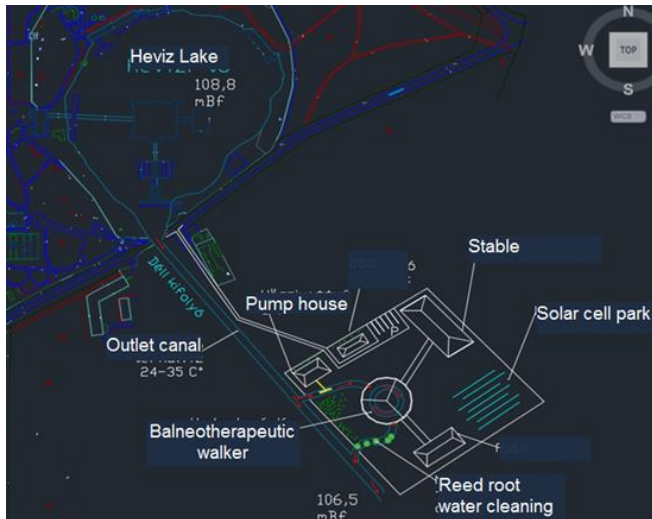 N
W
TOP
S
WCS
Heviz Lake
108,8
mBf
Déli kifolyó
Stable
Pump house
Solar cell park
Outlet canal
24-35 C°
Balneotherapeutic
walker
Reed root
water cleaning
106,5
mBf